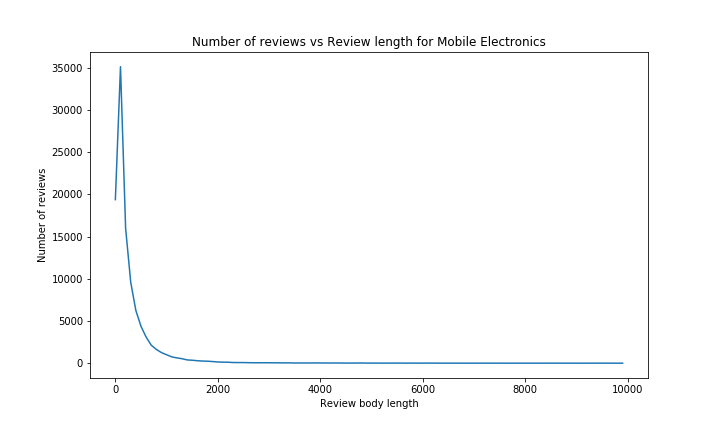 Number of reviews vs Review length for Mobile Electronics
35000
30000
25000
20000
15000
10000
5000
0
Number of reviews
0 2000 4000 6000 8000 10000
Review body length